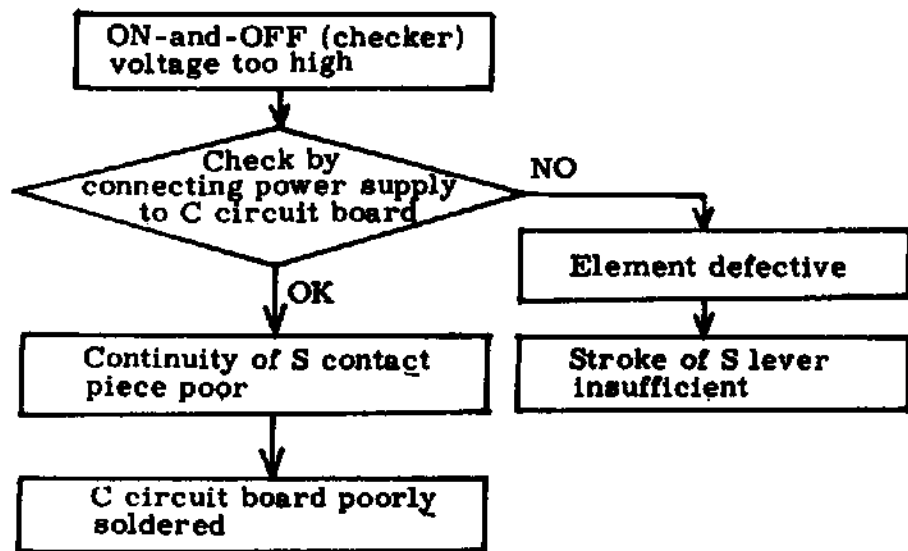 ON-and-OFF (checker)
voltage too high
Check by
connecting power supply
to C circuit board
NO
Element defective
OK
Continuity of S contact
piece poor
Stroke of S lever
insufficient
C circuit board poorly
soldered